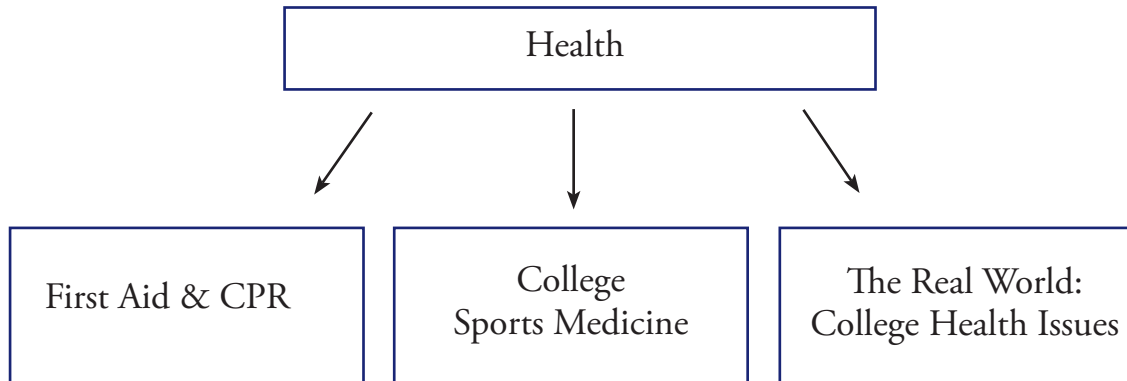 Health
First Aid & CPR
College
Sports Medicine
The Real World:
College Health Issues